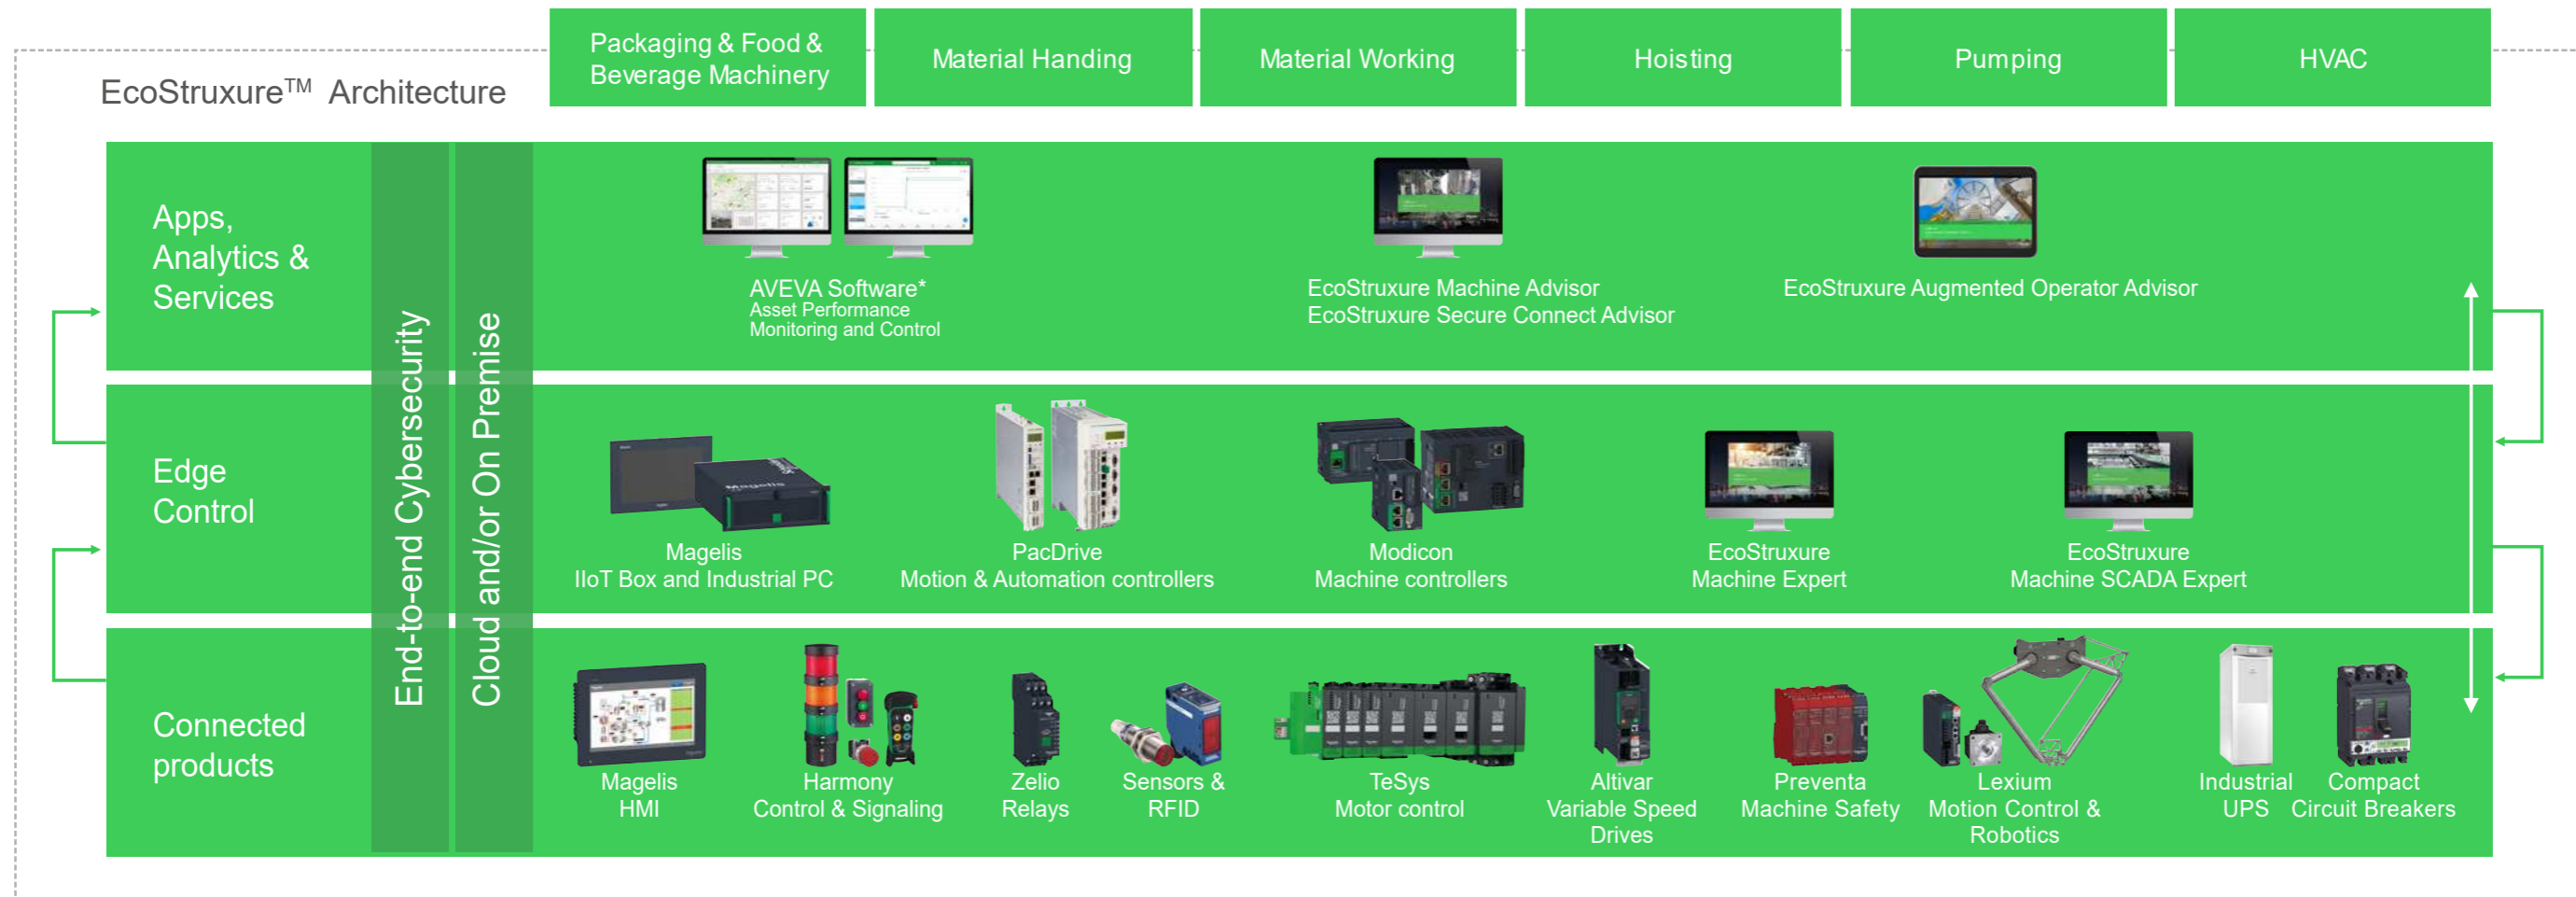 Packaging & Food &
Beverage Machinery
Material Handing
Material Working
Hoisting
Pumping
HVAC
EcoStruxure™ Architecture
Apps,
Analytics &
Services
End-to-end Cybersecurity
Cloud and/or On Premise
AVEVA Software*
Asset Performance
Monitoring and Control
EcoStruxure Machine Advisor
EcoStruxure Secure Connect Advisor
EcoStruxure Augmented Operator Advisor
Edge
Control
Magelis
Magelis
IIoT Box and Industrial PC
PacDrive
Motion & Automation controllers
Modicon
Machine controllers
EcoStruxure
Machine Expert
EcoStruxure
Machine SCADA Expert
Connected
products
Magelis
HMI
Harmony
Control & Signaling
Zelio
Relays
Sensors &
RFID
TeSys
Motor control
Altivar
Variable Speed
Drives
Preventa
Machine Safety
Lexium
Motion Control &
Robotics
Industrial
UPS
Compact
Circuit Breakers